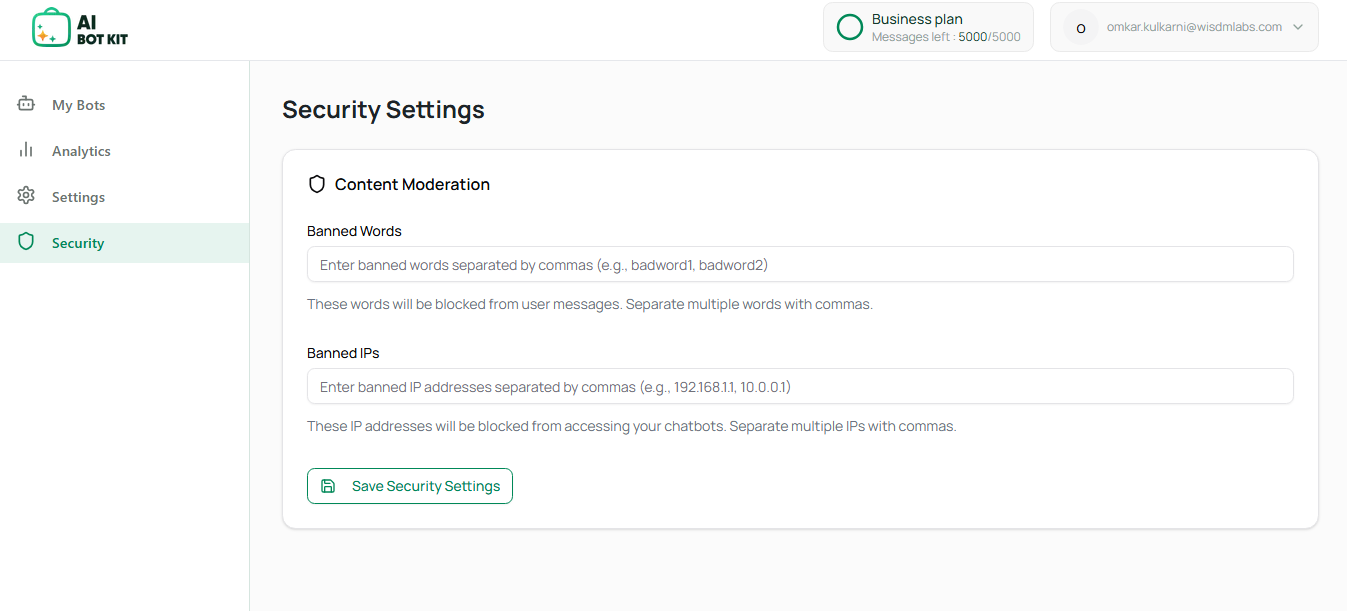 AI
BOT KIT
Business plan
Messages left : 5000/5000
O
omkar.kulkarni@wisdmlabs.com
My Bots
Analytics
Settings
Security
Security Settings
Content Moderation
Banned Words
Enter banned words separated by commas (e.g., badword1, badword2)
These words will be blocked from user messages. Separate multiple words with commas.
Banned IPs
Enter banned IP addresses separated by commas (e.g., 192.168.1.1, 10.0.0.1)
These IP addresses will be blocked from accessing your chatbots. Separate multiple IPs with commas.
Save Security Settings